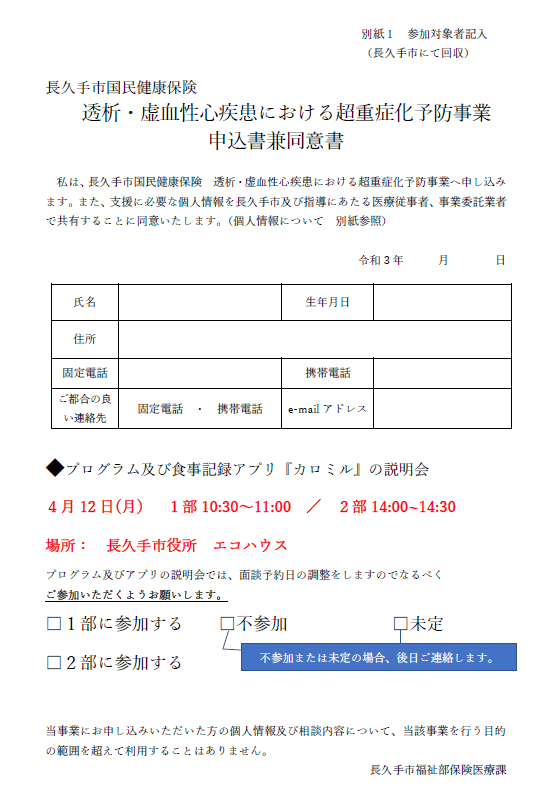 別紙1　参加対象者記入
（長久手市にて回収）
長久手市国民健康保険
透析・虚血性心疾患における超重症化予防事業
申込書兼同意書
私は、長久手市国民健康保険　透析・虚血性心疾患における超重症化予防事業へ申し込み
ます。また、支援に必要な個人情報を長久手市及び指導にあたる医療従事者、事業委託業者
で共有することに同意いたします。（個人情報について　別紙参照）
令和3年　　月　　日
氏名　生年月日
住所
固定電話　携帯電話
ご都合の良
い連絡先　固定電話　・　携帯電話　e-mailアドレス
◆プログラム及び食事記録アプリ『カロミル』の説明会
4月12日(月)　1部10:30～11:00　／　2部14:00~14:30
場所：　長久手市役所　エコハウス
プログラム及びアプリの説明会では、面談予約日の調整をしますのでなるべく
ご参加いただくようお願いします。
□1部に参加する　□不参加　□未定
□2部に参加する
不参加または未定の場合、後日ご連絡します。
当事業にお申し込みいただいた方の個人情報及び相談内容について、当該事業を行う目的
の範囲を超えて利用することはありません。
長久手市福祉部保険医療課